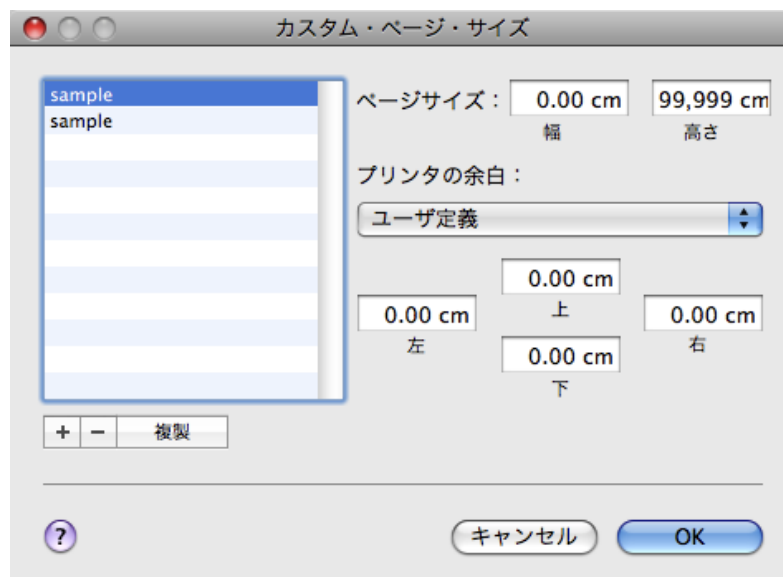 カスタム・ページ・サイズ
sample
sample
ページサイズ： 0.00 cm 99,999 cm
幅 高さ
プリンタの余白：
ユーザ定義
0.00 cm
上
0.00 cm 0.00 cm
左 右
0.00 cm
下
+ − 複製
? キャンセル OK